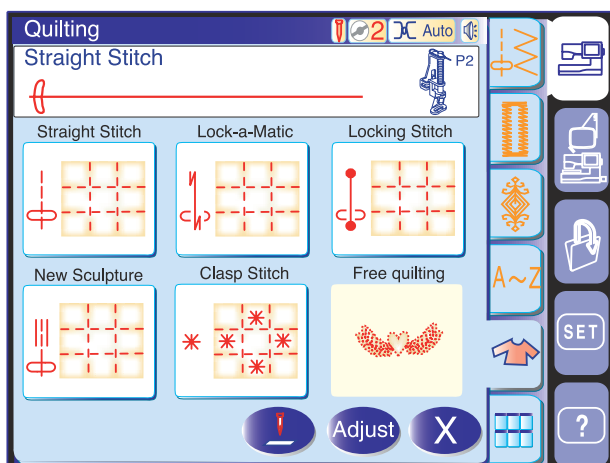 Quilting
2 Auto
Straight Stitch
P2
Straight Stitch Lock-a-Matic Locking Stitch
New Sculpture Clasp Stitch Free quilting
A~Z
SET
Adjust X
?